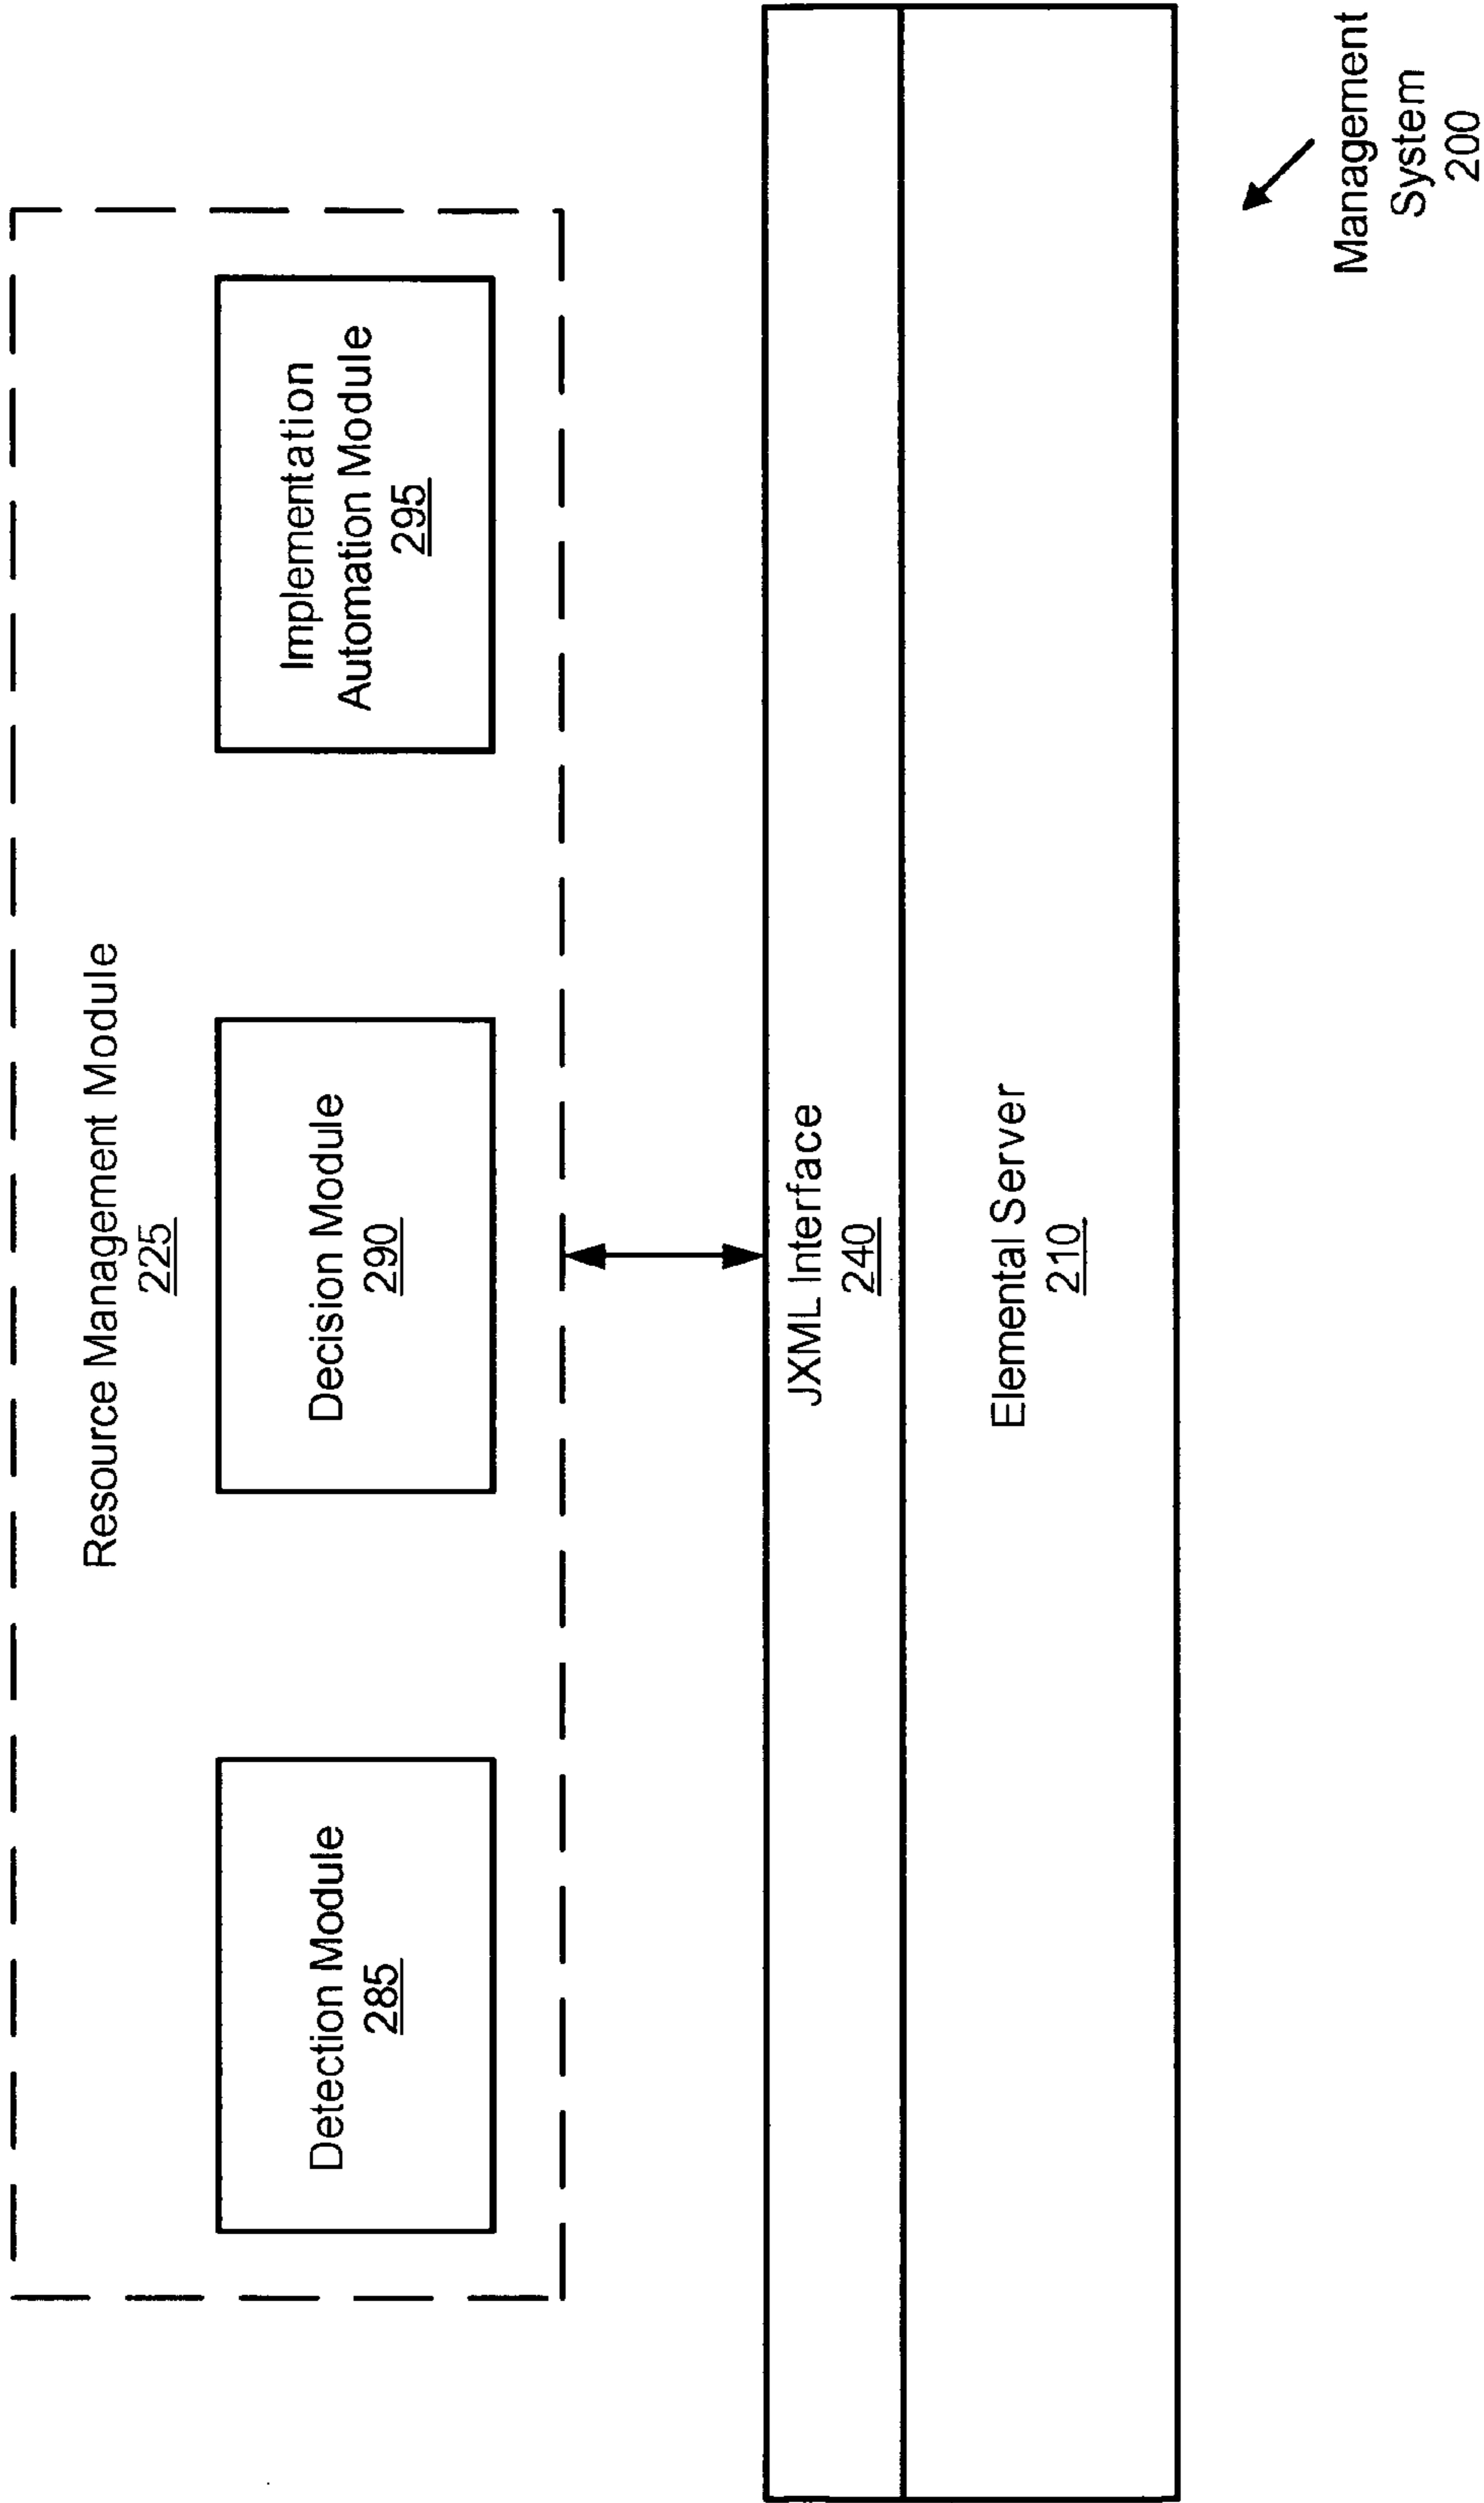 Resource Management Module
225
Detection Module
285
Decision Module
290
Implementation
Automation Module
295
JXML Interface
240
Elemental Server
210
Management
System
200